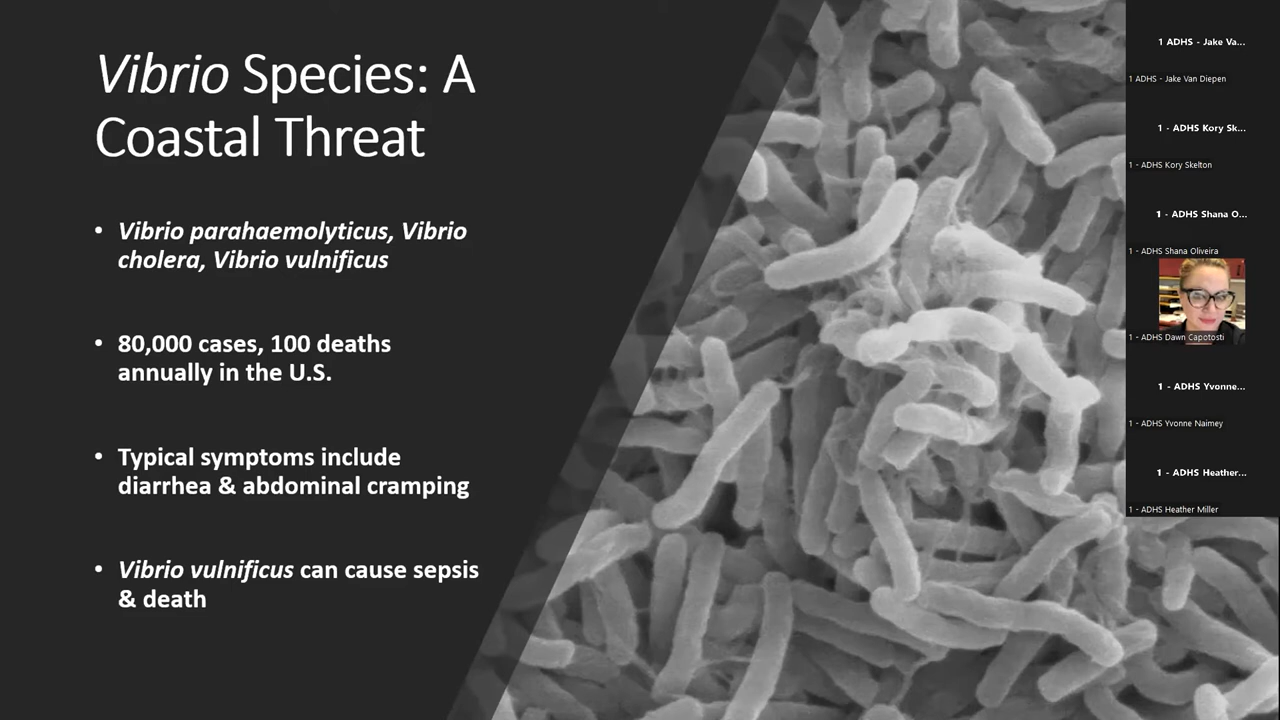 Vibrio Species: A
Coastal Threat
• Vibrio parahaemolyticus, Vibrio
cholera, Vibrio vulnificus
• 80,000 cases, 100 deaths
annually in the U.S.
• Typical symptoms include
diarrhea & abdominal cramping
• Vibrio vulnificus can cause sepsis
& death
1 ADHS - Jake Va...
1 ADHS - Jake Van Diepen
1 - ADHS Kory Sk...
1 - ADHS Kory Skelton
1 - ADHS Shana O...
1 - ADHS Shana Oliveira
1 - ADHS Dawn Capotosti
1 - ADHS Yvonne...
1 - ADHS Yvonne Naimey
1 - ADHS Heather...
1 - ADHS Heather Miller